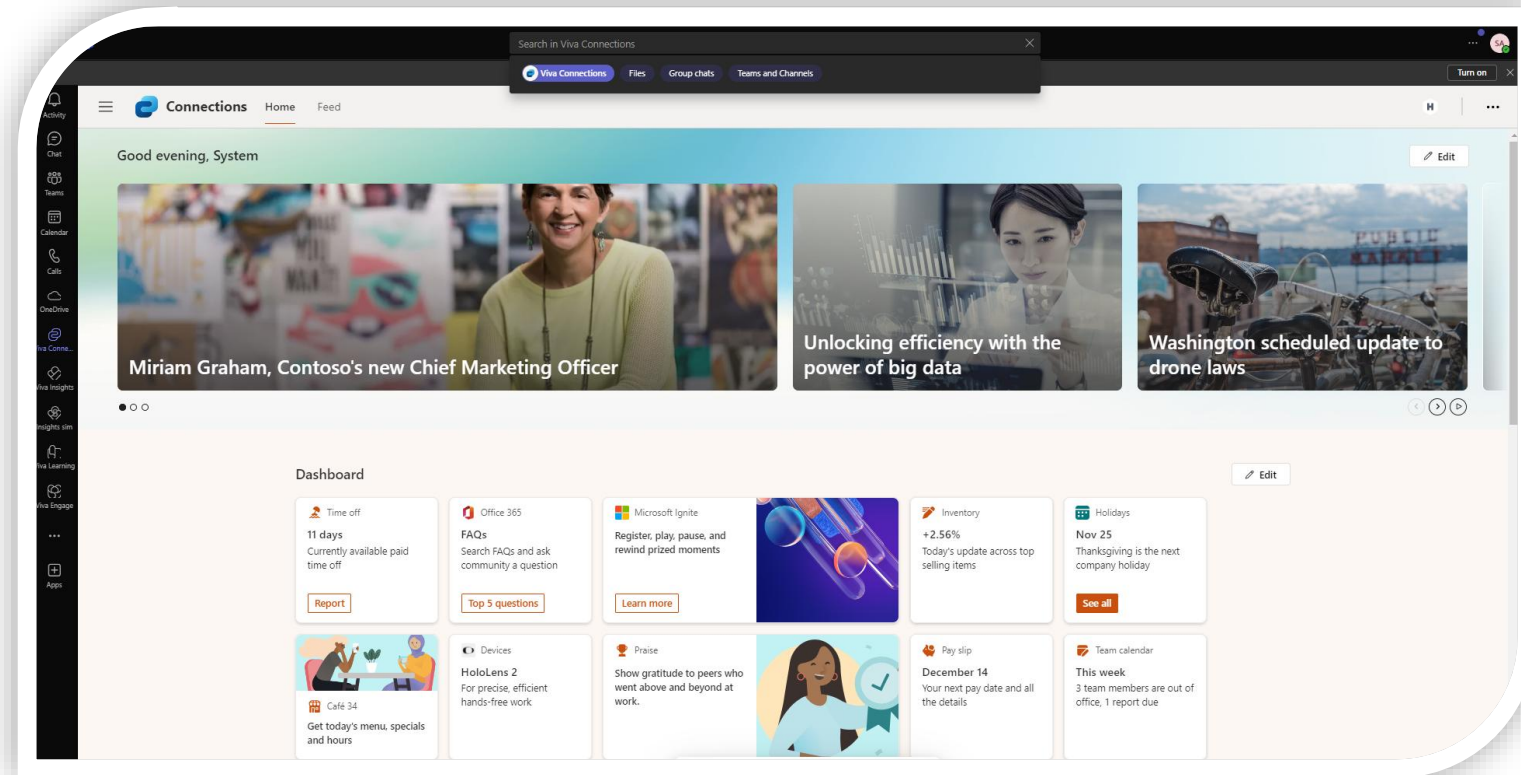 Search in Viva Connections
SA
Viva Connections Files Group chats Teams and Channels
Turn on
Activity
Connections Home Feed
H
Chat
Teams
Calendar
Calls
OneDrive
Viva Conne...
Viva Insights
Insights sim
Viva Learning
Viva Engage
Apps
Good evening, System
Edit
Miriam Graham, Contoso's new Chief Marketing Officer
Unlocking efficiency with the
power of big data
PUBLIC
MARKET
Washington scheduled update to
drone laws
Dashboard
Edit
Time off
11 days
Currently available paid
time off
Report
Office 365
FAQs
Search FAQs and ask
community a question
Top 5 questions
Microsoft Ignite
Register, play, pause, and
rewind prized moments
Learn more
Inventory
+2.56%
Today's update across top
selling items
Holidays
Nov 25
Thanksgiving is the next
company holiday
See all
Café 34
Get today's menu, specials
and hours
Devices
HoloLens 2
For precise, efficient
hands-free work
Praise
Show gratitude to peers who
went above and beyond at
work.
Pay slip
December 14
Your next pay date and all
the details
Team calendar
This week
3 team members are out of
office, 1 report due